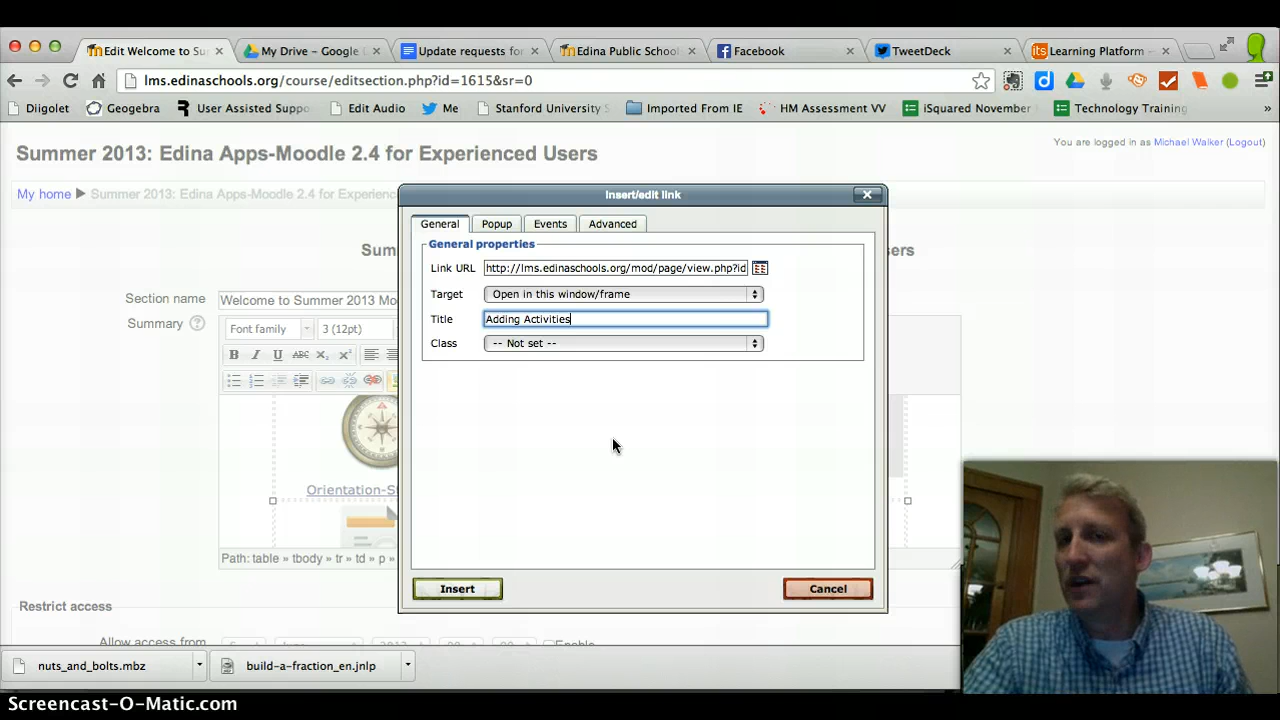 Edit Welcome to Su
My Drive – Google
Update requests for
Edina Public School
Facebook
TweetDeck
its Learning Platform –
lms.edinaschools.org/course/editsection.php?id=1615&sr=0
Diigolet
Geogebra
User Assisted Suppo
Edit Audio
Me
Stanford University
Imported From IE
HM Assessment VV
iSquared November
Technology Training
»
Summer 2013: Edina Apps-Moodle 2.4 for Experienced Users
You are logged in as Michael Walker (Logout)
My home ▶ Summer 2013: Edina Apps-Moodle 2.4 for Experienc
Insert/edit link
General
Popup
Events
Advanced
General properties
Link URL
http://lms.edinaschools.org/mod/page/view.php?id
Target
Open in this window/frame
Title
Adding Activities
Class
-- Not set --
Insert
Cancel
Sum
ers
Section name
Welcome to Summer 2013 Mo
Summary
Font family
3 (12pt)
B I U ABC X₂ X²
Orientation-S
Path: table » tbody » tr » td » p »
Restrict access
Allow access from
Enable
nuts_and_bolts.mbz
build-a-fraction_en.jnlp
Screencast-O-Matic.com